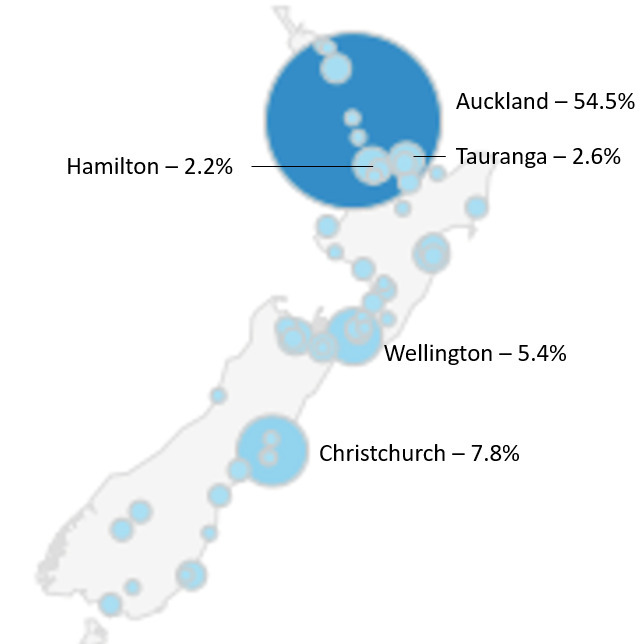 Auckland – 54.5%
Hamilton – 2.2%
Tauranga – 2.6%
Wellington – 5.4%
Christchurch – 7.8%